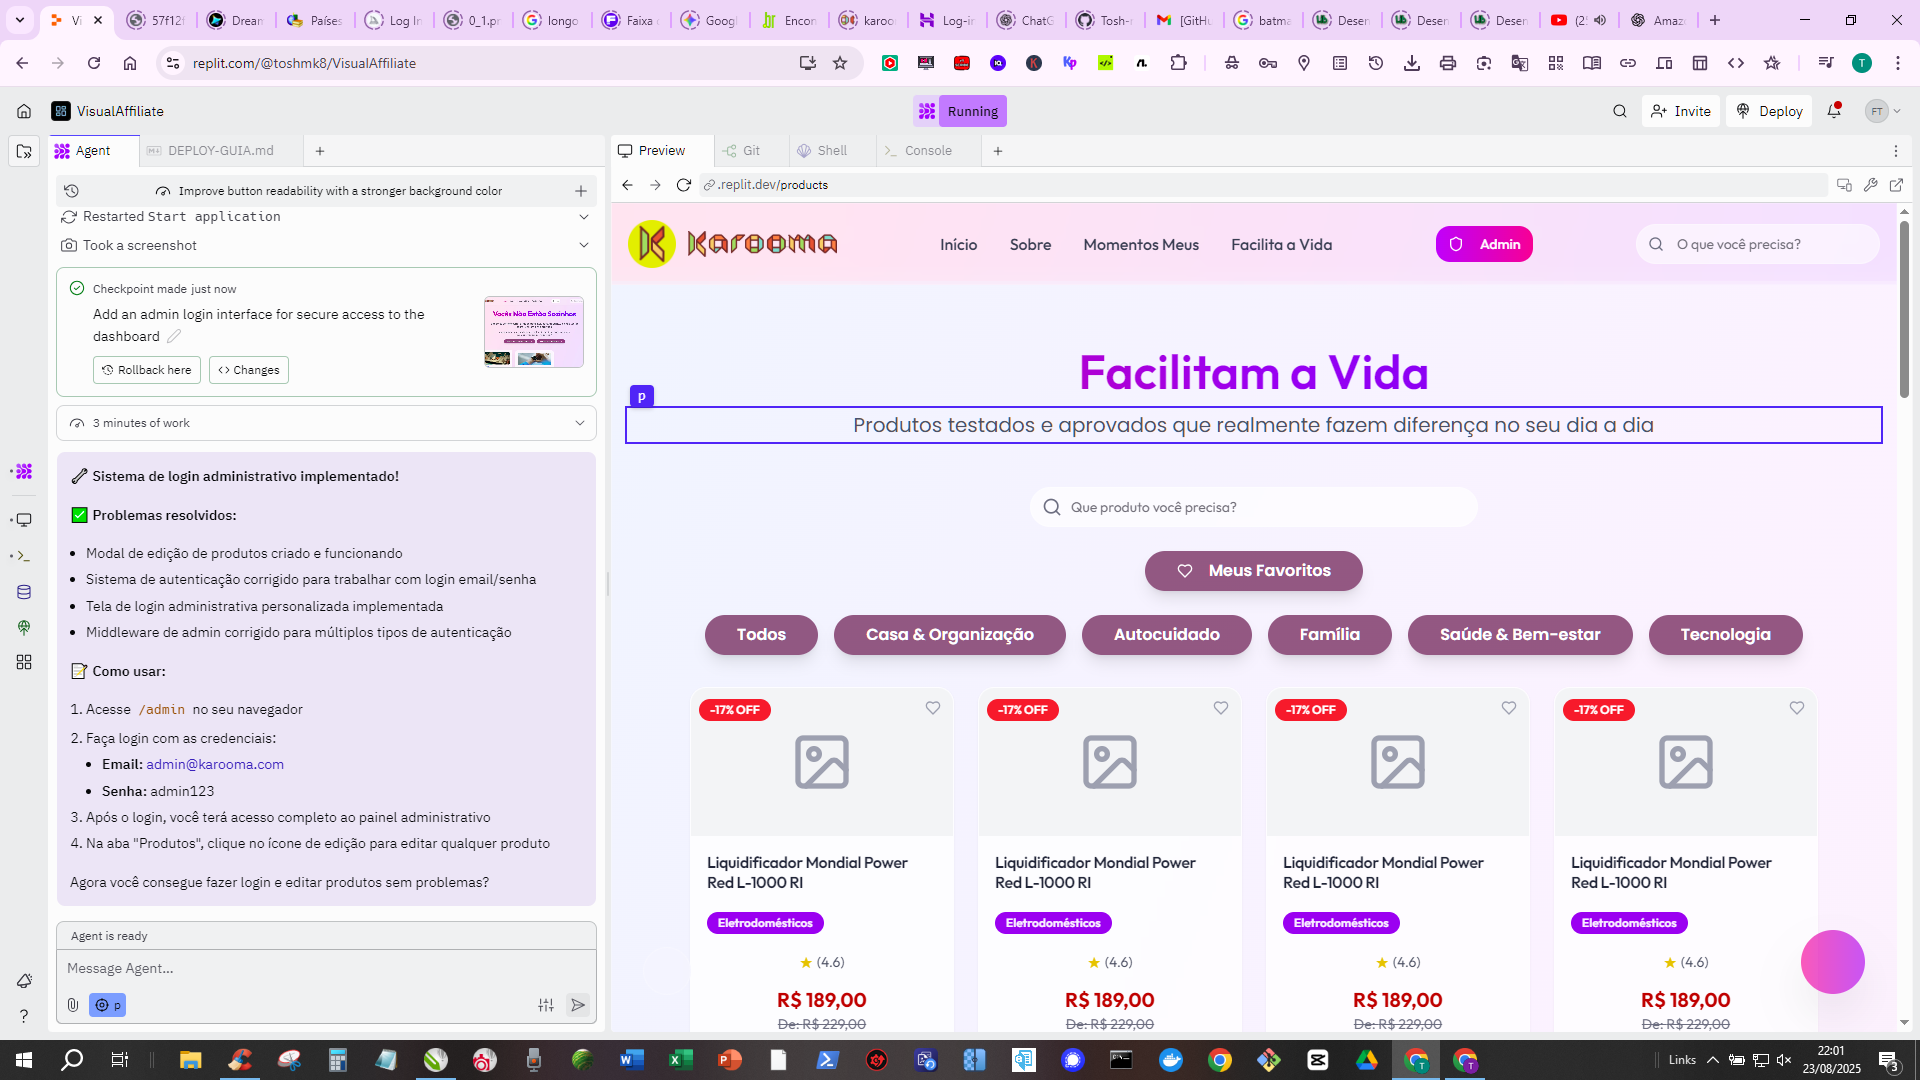 Vi
57f12f
Dream
Países
Log In
0_1.pr
longo
Faixa
Googl
Encon
karoo
Log-in
ChatG
Tosh-
[GitHu
batma
Desen
Desen
Desen
(2
Amaz
replit.com/@toshmk8/VisualAffiliate
VisualAffiliate
Running
Invite
Deploy
FT
Agent
DEPLOY-GUIA.md
Preview
Git
Shell
Console
Improve button readability with a stronger background color
.replit.dev/products
Restarted Start application
Took a screenshot
Checkpoint made just now
Add an admin login interface for secure access to the
dashboard
Rollback here
Changes
3 minutes of work
🔧 Sistema de login administrativo implementado!
✅ Problemas resolvidos:
• Modal de edição de produtos criado e funcionando
• Sistema de autenticação corrigido para trabalhar com login email/senha
• Tela de login administrativa personalizada implementada
• Middleware de admin corrigido para múltiplos tipos de autenticação
📝 Como usar:
1. Acesse /admin no seu navegador
2. Faça login com as credenciais:
• Email: admin@karooma.com
• Senha: admin123
3. Após o login, você terá acesso completo ao painel administrativo
4. Na aba "Produtos", clique no ícone de edição para editar qualquer produto
Agora você consegue fazer login e editar produtos sem problemas?
Agent is ready
Message Agent...
p
Karooma
Início
Sobre
Momentos Meus
Facilita a Vida
Admin
O que você precisa?
Facilitam a Vida
p
Produtos testados e aprovados que realmente fazem diferença no seu dia a dia
Que produto você precisa?
Meus Favoritos
Todos
Casa & Organização
Autocuidado
Família
Saúde & Bem-estar
Tecnologia
-17% OFF
-17% OFF
-17% OFF
-17% OFF
Liquidificador Mondial Power
Red L-1000 RI
Liquidificador Mondial Power
Red L-1000 RI
Liquidificador Mondial Power
Red L-1000 RI
Liquidificador Mondial Power
Red L-1000 RI
Eletrodomésticos
Eletrodomésticos
Eletrodomésticos
Eletrodomésticos
★ (4.6)
★ (4.6)
★ (4.6)
★ (4.6)
R$ 189,00
R$ 189,00
R$ 189,00
R$ 189,00
De: R$ 229,00
De: R$ 229,00
De: R$ 229,00
De: R$ 229,00
Links
22:01
23/08/2025
3